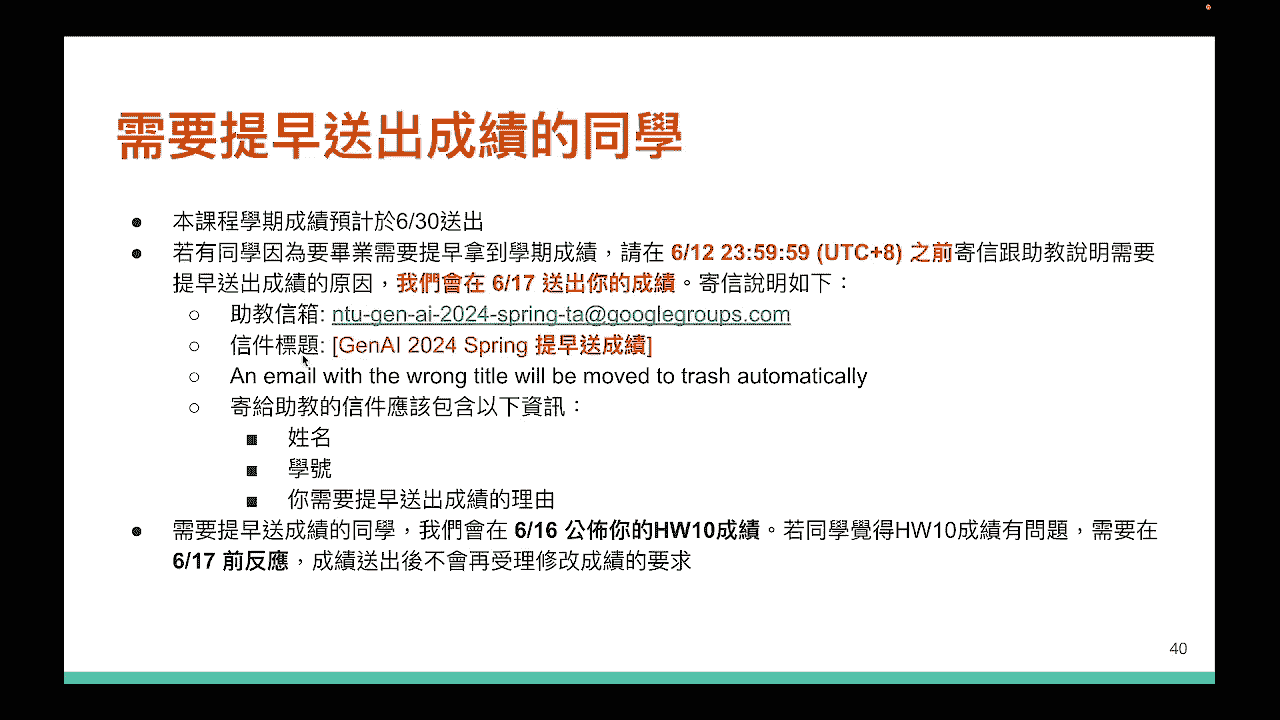 需要提早送出成績的同學
● 本課程學期成績預計於6/30送出
● 若有同學因為要畢業需要提早拿到學期成績，請在 6/12 23:59:59 (UTC+8) 之前寄信跟助教說明需要
提早送出成績的原因，我們會在 6/17 送出你的成績。寄信說明如下：
○ 助教信箱: ntu-gen-ai-2024-spring-ta@googlegroups.com
○ 信件標題: [GenAI 2024 Spring 提早送成績]
○ An email with the wrong title will be moved to trash automatically
○ 寄給助教的信件應該包含以下資訊：
■ 姓名
■ 學號
■ 你需要提早送出成績的理由
● 需要提早送成績的同學，我們會在 6/16 公佈你的HW10成績。若同學覺得HW10成績有問題，需要在
6/17 前反應，成績送出後不會再受理修改成績的要求
40